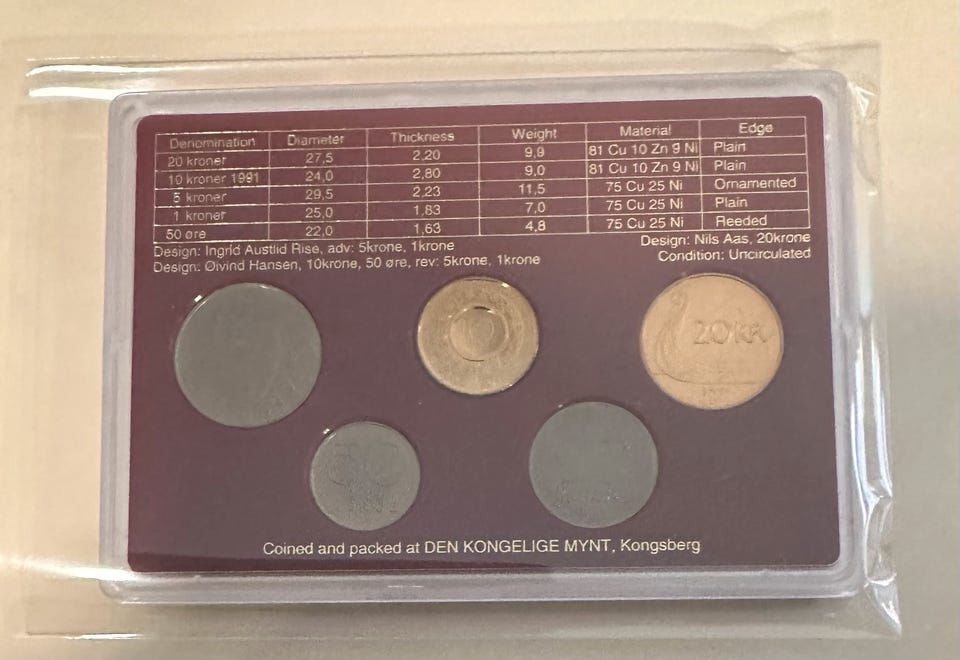 Denomination Diameter Thickness Weight Material Edge
20 kroner 27,5 2,20 9,9 81 Cu 10 Zn 9 Ni Plain
10 kroner 1991 24,0 2,80 9,0 81 Cu 10 Zn 9 Ni Plain
5 kroner 29,5 2,23 11,5 75 Cu 25 Ni Ornamented
1 kroner 25,0 1,83 7,0 75 Cu 25 Ni Plain
50 øre 22,0 1,63 4,8 75 Cu 25 Ni Reeded
Design: Ingrid Austlid Rise, adv: 5krone, 1krone Design: Nils Aas, 20krone
Design: Øivind Hansen, 10krone, 50 øre, rev: 5krone, 1krone Condition: Uncirculated
20 KR
Coined and packed at DEN KONGELIGE MYNT, Kongsberg